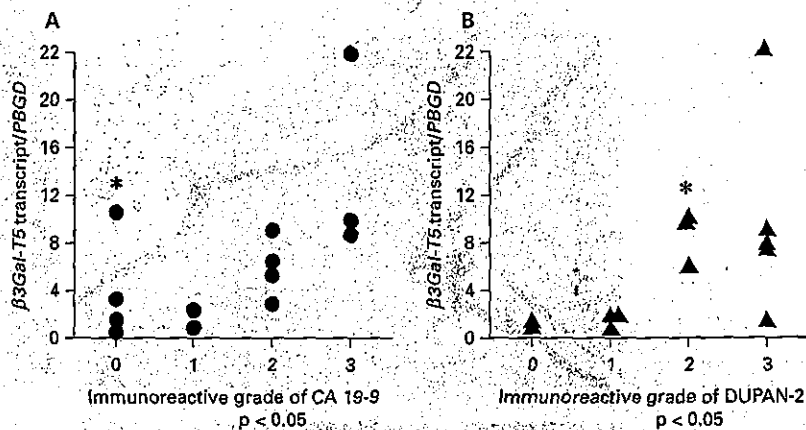 A
β3Gal-T5 transcript/PBGD
22
22
20
16
12
8
4
0
*
0 1 2 3
Immunoreactive grade of CA 19-9
p < 0.05
B
β3Gal-T5 transcript/PBGD
22
22
20
16
12
8
4
0
*
0 1 2 3
Immunoreactive grade of DUPAN-2
p < 0.05